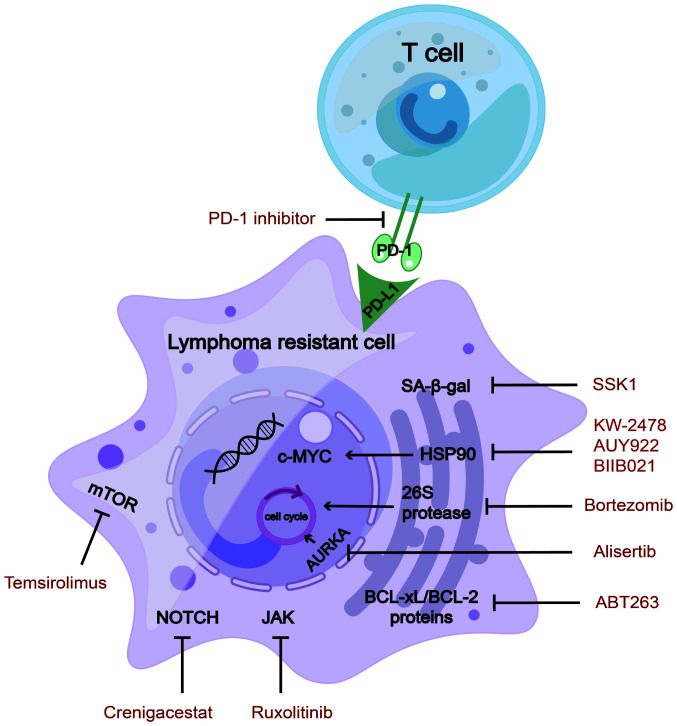 T cell
PD-1 inhibitor
PD-1
PD-L1
Lymphoma resistant cell
SA-β-gal
SSK1
KW-2478
AUY922
BIIB021
c-MYC
HSP90
26S
protease
Bortezomib
mTOR
cell cycle
AURKA
Alisertib
Temsirolimus
BCL-xL/BCL-2
proteins
ABT263
NOTCH
JAK
Crenigacestat
Ruxolitinib